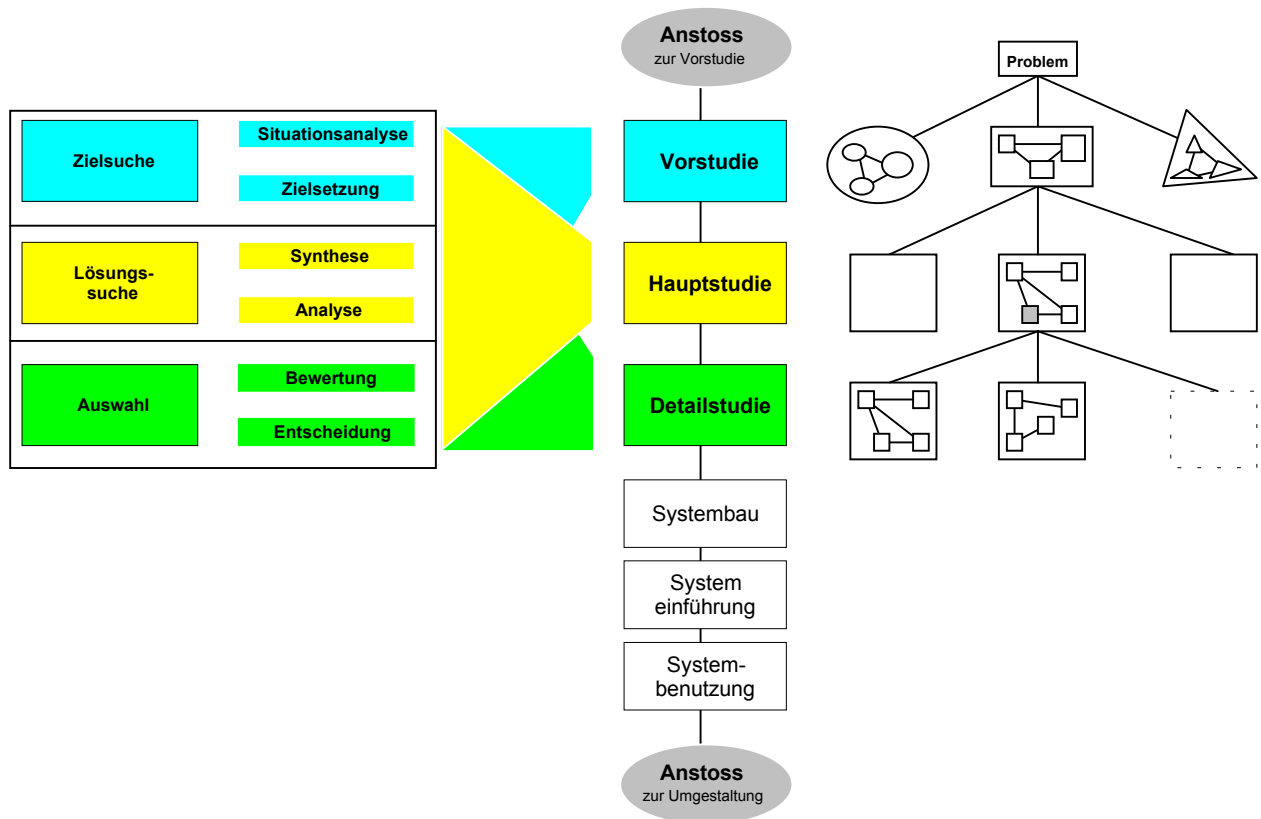 Zielsuche
Situationsanalyse
Zielsetzung
Lösungs-
suche
Synthese
Analyse
Auswahl
Bewertung
Entscheidung
Anstoss
zur Vorstudie
Vorstudie
Hauptstudie
Detailstudie
Systembau
System
einführung
System-
benutzung
Anstoss
zur Umgestaltung
Problem